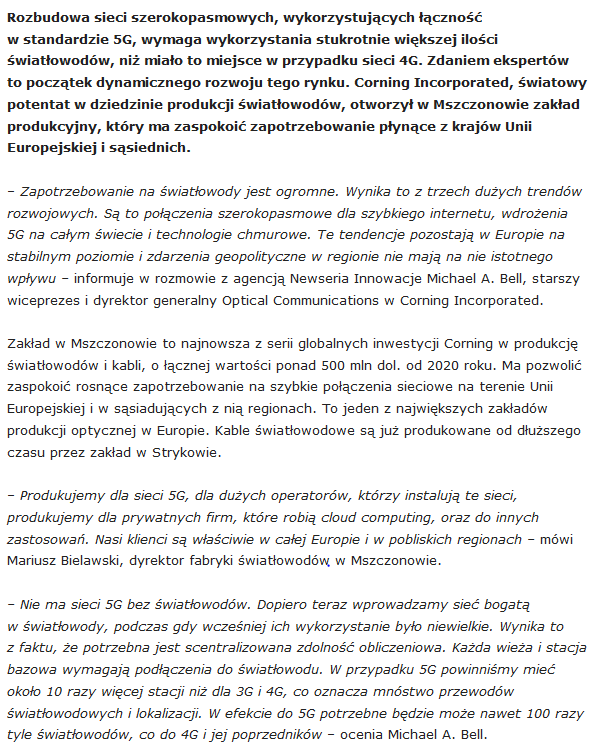 Rozbudowa sieci szerokopasmowych, wykorzystujących łączność
w standardzie 5G, wymaga wykorzystania stukrotnie większej ilości
światłowodów, niż miało to miejsce w przypadku sieci 4G. Zdaniem ekspertów
to początek dynamicznego rozwoju tego rynku. Corning Incorporated, światowy
potentat w dziedzinie produkcji światłowodów, otworzył w Mszczonowie zakład
produkcyjny, który ma zaspokoić zapotrzebowanie płynące z krajów Unii
Europejskiej i sąsiednich.
– Zapotrzebowanie na światłowody jest ogromne. Wynika to z trzech dużych trendów
rozwojowych. Są to połączenia szerokopasmowe dla szybkiego internetu, wdrożenia
5G na całym świecie i technologie chmurowe. Te tendencje pozostają w Europie na
stabilnym poziomie i zdarzenia geopolityczne w regionie nie mają na nie istotnego
wpływu – informuje w rozmowie z agencją Newseria Innowacje Michael A. Bell, starszy
wiceprezes i dyrektor generalny Optical Communications w Corning Incorporated.
Zakład w Mszczonowie to najnowsza z serii globalnych inwestycji Corning w produkcję
światłowodów i kabli, o łącznej wartości ponad 500 mln dol. od 2020 roku. Ma pozwolić
zaspokoić rosnące zapotrzebowanie na szybkie połączenia sieciowe na terenie Unii
Europejskiej i w sąsiadujących z nią regionach. To jeden z największych zakładów
produkcji optycznej w Europie. Kable światłowodowe są już produkowane od dłuższego
czasu przez zakład w Strykowie.
– Produkujemy dla sieci 5G, dla dużych operatorów, którzy instalują te sieci,
produkujemy dla prywatnych firm, które robią cloud computing, oraz do innych
zastosowań. Nasi klienci są właściwie w całej Europie i w pobliskich regionach – mówi
Mariusz Bielawski, dyrektor fabryki światłowodów, w Mszczonowie.
– Nie ma sieci 5G bez światłowodów. Dopiero teraz wprowadzamy sieć bogatą
w światłowody, podczas gdy wcześniej ich wykorzystanie było niewielkie. Wynika to
z faktu, że potrzebna jest scentralizowana zdolność obliczeniowa. Każda wieża i stacja
bazowa wymagają podłączenia do światłowodu. W przypadku 5G powinniśmy mieć
około 10 razy więcej stacji niż dla 3G i 4G, co oznacza mnóstwo przewodów
światłowodowych i lokalizacji. W efekcie do 5G potrzebne będzie może nawet 100 razy
tyle światłowodów, co do 4G i jej poprzedników – ocenia Michael A. Bell.